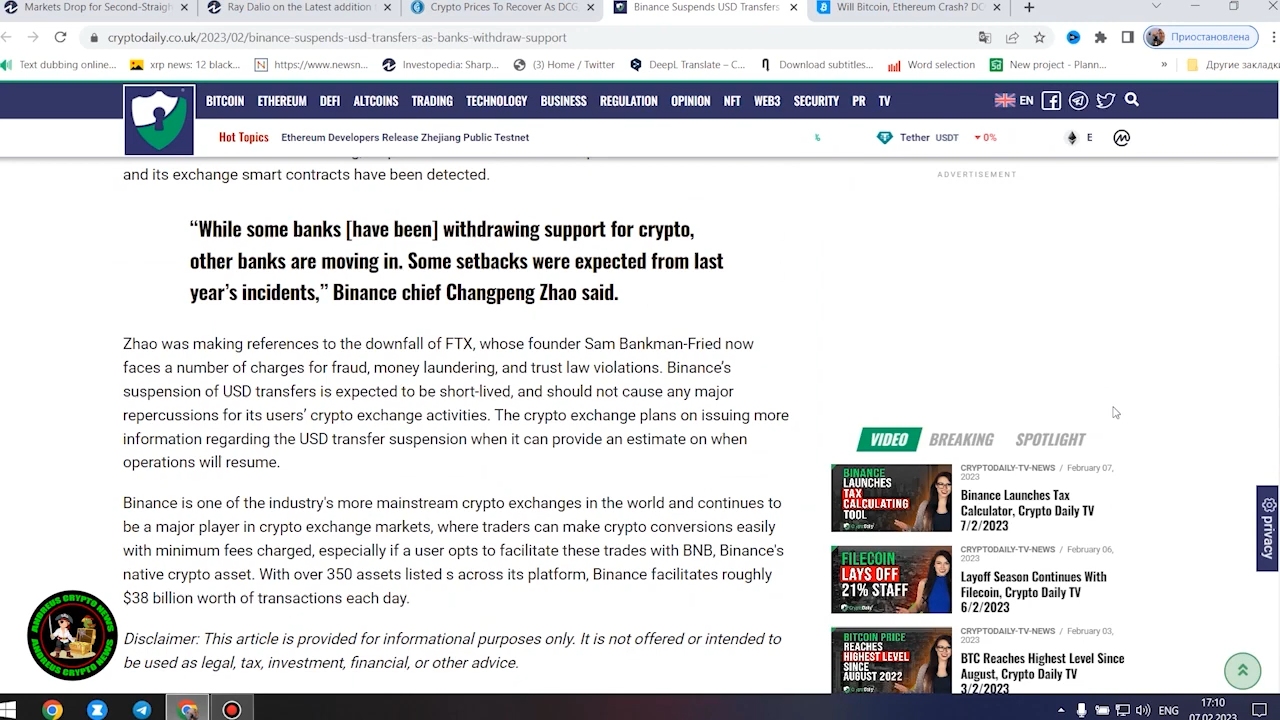 Markets Drop for Second-Straigh
Ray Dalio on the Latest addition
Crypto Prices To Recover As DCG
Binance Suspends USD Transfers
Will Bitcoin, Ethereum Crash? DC
cryptodaily.co.uk/2023/02/binance-suspends-usd-transfers-as-banks-withdraw-support
Приостановлена
Text dubbing online...
xrp news: 12 black...
https://www.newsn...
Investopedia: Sharp...
(3) Home / Twitter
DeepL Translate – C...
Download subtitles...
Word selection
New project - Plann...
»
Другие закладки
BITCOIN ETHEREUM DEFI ALTCOINS TRADING TECHNOLOGY BUSINESS REGULATION OPINION NFT WEB3 SECURITY PR TV
EN
Hot Topics Ethereum Developers Release Zhejiang Public Testnet
Tether USDT ▾ 0%
E
and its exchange smart contracts have been detected.
ADVERTISEMENT
“While some banks [have been] withdrawing support for crypto,
other banks are moving in. Some setbacks were expected from last
year’s incidents,” Binance chief Changpeng Zhao said.
Zhao was making references to the downfall of FTX, whose founder Sam Bankman-Fried now
faces a number of charges for fraud, money laundering, and trust law violations. Binance’s
suspension of USD transfers is expected to be short-lived, and should not cause any major
repercussions for its users’ crypto exchange activities. The crypto exchange plans on issuing more
information regarding the USD transfer suspension when it can provide an estimate on when
operations will resume.
Binance is one of the industry's more mainstream crypto exchanges in the world and continues to
be a major player in crypto exchange markets, where traders can make crypto conversions easily
with minimum fees charged, especially if a user opts to facilitate these trades with BNB, Binance's
native crypto asset. With over 350 assets listed s across its platform, Binance facilitates roughly
$38 billion worth of transactions each day.
Disclaimer: This article is provided for informational purposes only. It is not offered or intended to
be used as legal, tax, investment, financial, or other advice.
VIDEO BREAKING SPOTLIGHT
BINANCE
LAUNCHES
TAX
CALCULATING
TOOL
CRYPTODAILY-TV-NEWS / February 07,
2023
Binance Launches Tax
Calculator, Crypto Daily TV
7/2/2023
FILECOIN
LAYS OFF
21% STAFF
CRYPTODAILY-TV-NEWS / February 06,
2023
Layoff Season Continues With
Filecoin, Crypto Daily TV
6/2/2023
BITCOIN PRICE
REACHES
HIGHEST LEVEL
SINCE
AUGUST 2022
CRYPTODAILY-TV-NEWS / February 03,
2023
BTC Reaches Highest Level Since
August, Crypto Daily TV
3/2/2023
privacy
ANDREUS CRYPTO NEWS
ANDREUS CRYPTO NEWS
ENG
17:10
07.02.2023